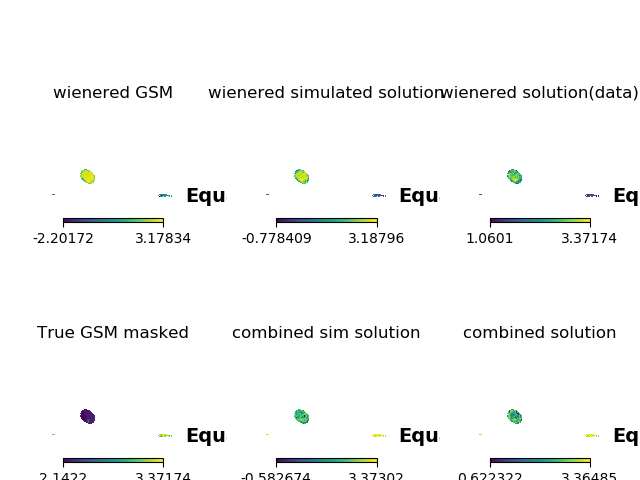 wienered GSM wienered simulated solution wienered solution(data)
Equ Equ Eq
-2.20172 3.17834 -0.778409 3.18796 1.0601 3.37174
True GSM masked combined sim solution combined solution
Equ Equ Eq
2.1422 3.37174 -0.582674 3.37302 0.622322 3.36485